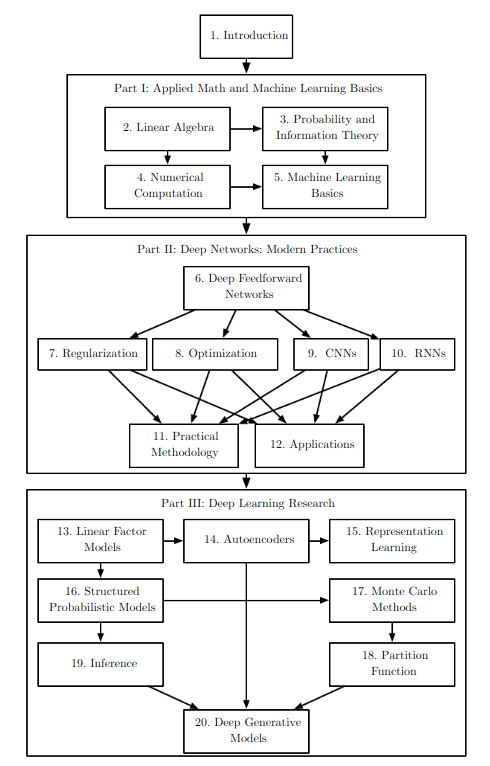 1. Introduction
Part I: Applied Math and Machine Learning Basics
2. Linear Algebra
3. Probability and
Information Theory
4. Numerical
Computation
5. Machine Learning
Basics
Part II: Deep Networks: Modern Practices
6. Deep Feedforward
Networks
7. Regularization
8. Optimization
9. CNNs
10. RNNs
11. Practical
Methodology
12. Applications
Part III: Deep Learning Research
13. Linear Factor
Models
14. Autoencoders
15. Representation
Learning
16. Structured
Probabilistic Models
17. Monte Carlo
Methods
19. Inference
18. Partition
Function
20. Deep Generative
Models